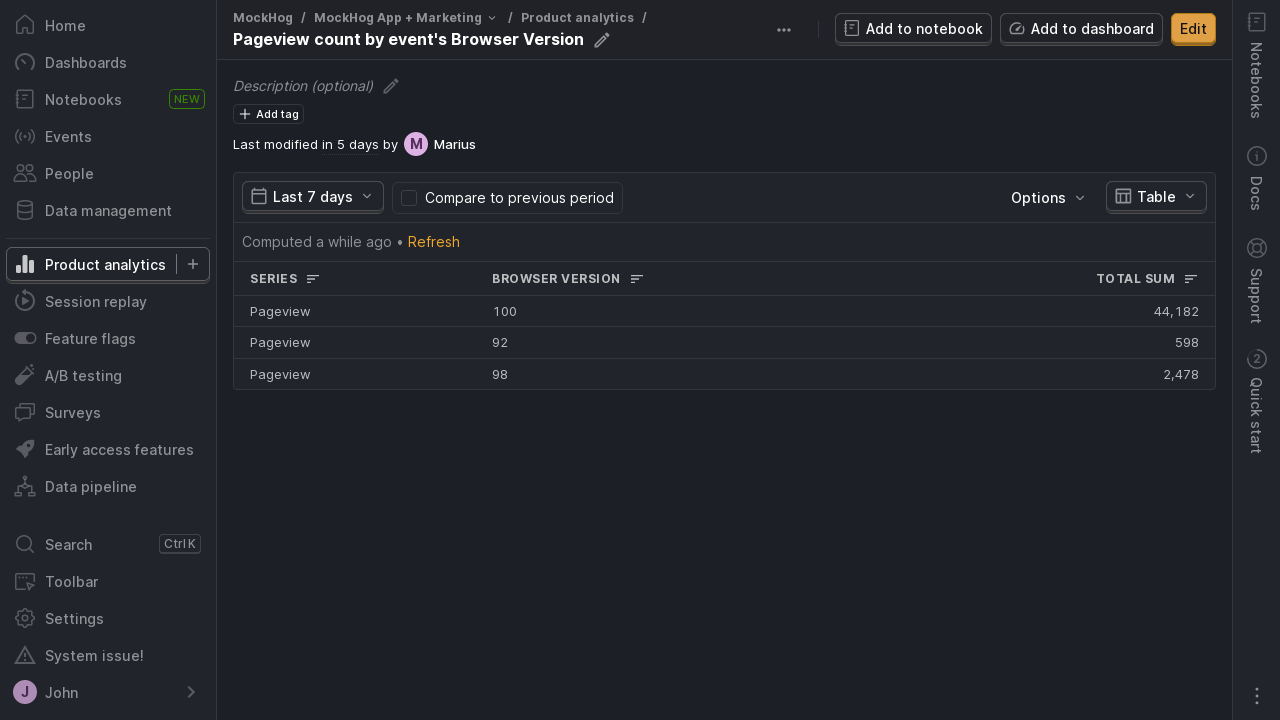 Home
Dashboards
Notebooks NEW
Events
People
Data management
Product analytics
Session replay
Feature flags
A/B testing
Surveys
Early access features
Data pipeline
Search Ctrl K
Toolbar
Settings
System issue!
J John
MockHog / MockHog App + Marketing / Product analytics /
Pageview count by event's Browser Version
Add to notebook
Add to dashboard
Edit
Description (optional)
Add tag
Last modified in 5 days by M Marius
Last 7 days
Compare to previous period
Options
Table
Computed a while ago • Refresh
SERIES BROWSER VERSION TOTAL SUM
Pageview 100 44,182
Pageview 92 598
Pageview 98 2,478
Notebooks
Docs
Support
2 Quick start